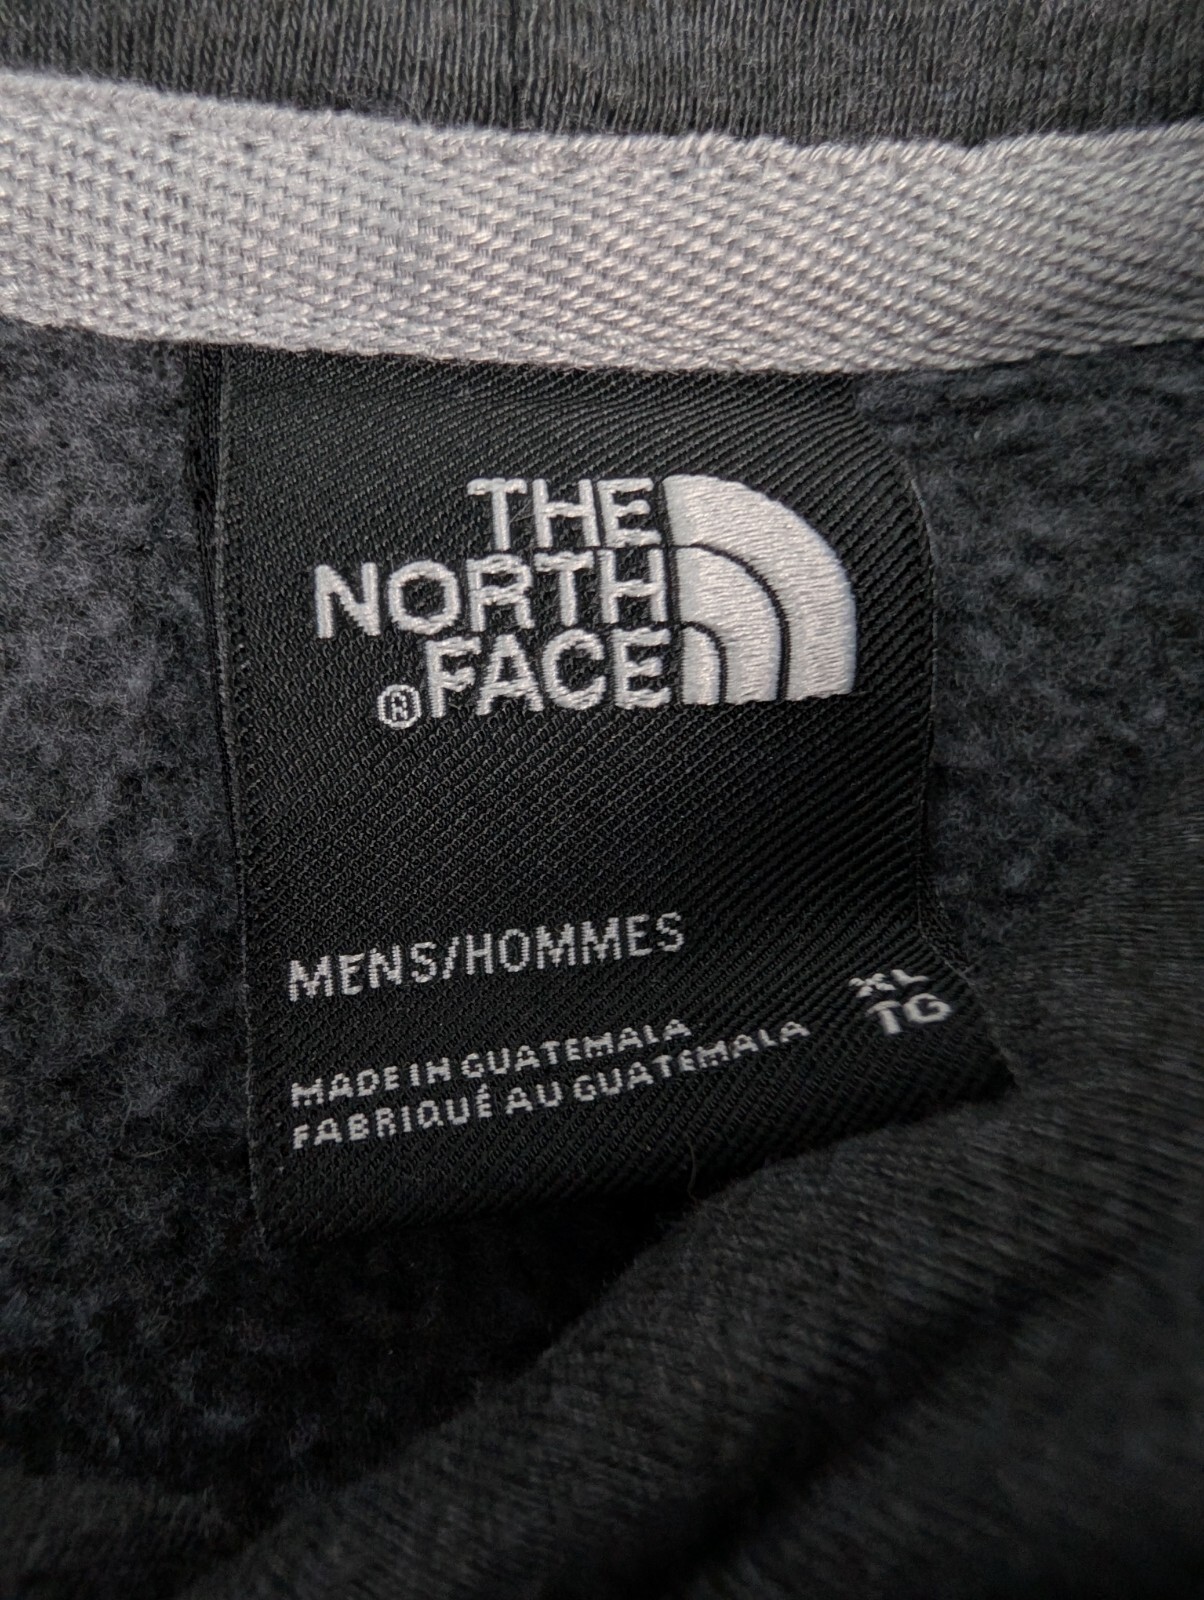 THE
NORTH
FACE
®
MENS/HOMMES
XL
TG
MADE IN GUATEMALA
FABRIQUÉ AU GUATEMALA